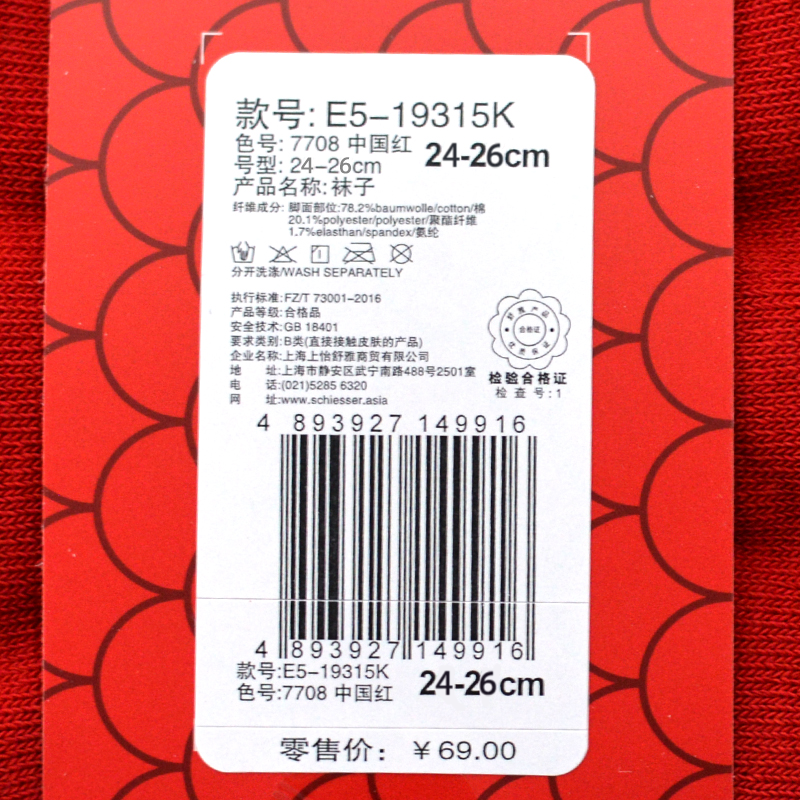 款号: E5-19315K
色号: 7708 中国红
24-26cm
号型: 24-26cm
产品名称: 袜子
纤维成分: 脚面部位:78.2%baumwolle/cotton/棉
20.1%polyester/polyester/聚酯纤维
1.7%elasthan/spandex/氨纶
分开洗涤/WASH SEPARATELY
执行标准:FZ/T 73001-2016
产品等级:合格品
安全技术:GB 18401
要求类别:B类(直接接触皮肤的产品)
企业名称:上海上怡舒雅商贸有限公司
地 址:上海市静安区武宁南路488号2501室
电 话:(021)5285 6320
网 址:www.schiesser.asia
合格证
检验合格证
检 查 号:1
4 893927 149916
4 893927 149916
款号:E5-19315K
色号:7708 中国红
24-26cm
零售价: ￥69.00